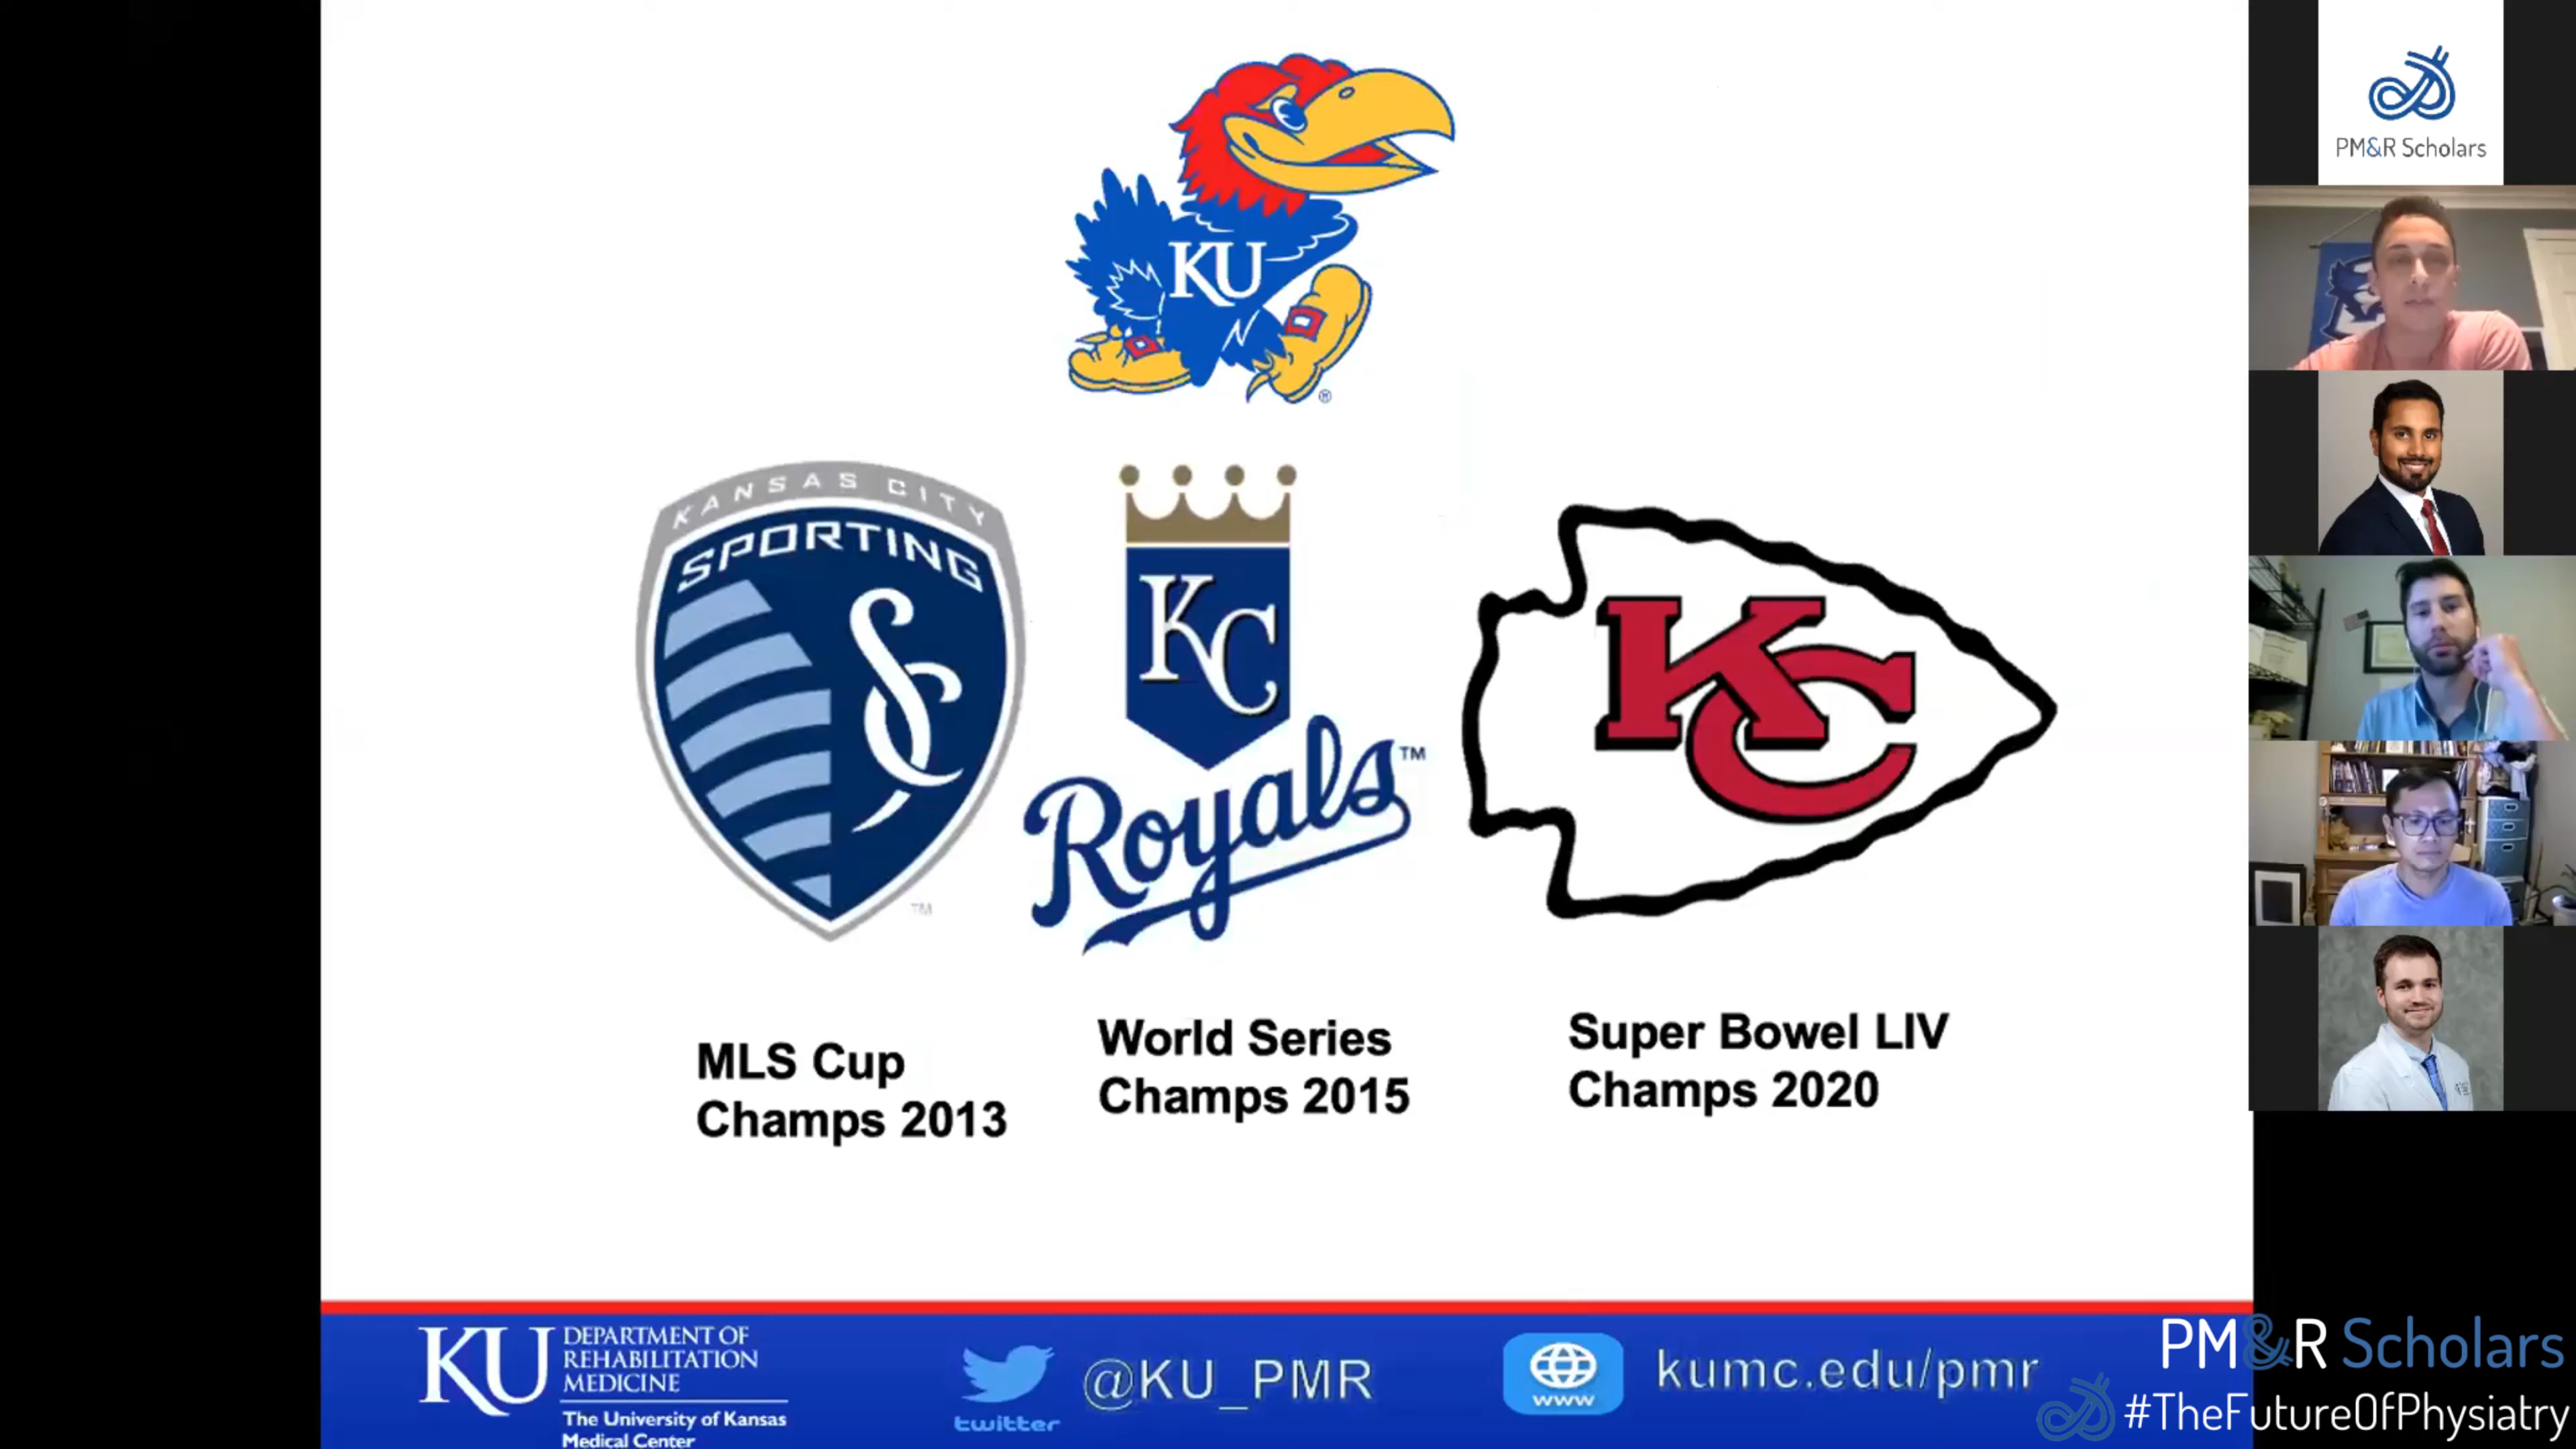 KU
KANSAS CITY
SPORTING
SC
KC
Royals™
KC
MLS Cup
Champs 2013
World Series
Champs 2015
Super Bowel LIV
Champs 2020
KU
DEPARTMENT OF
REHABILITATION
MEDICINE
The University of Kansas
Medical Center
twitter
@KU_PMR
www
kumc.edu/pmr
PM&R Scholars
PM&R Scholars
#TheFutureOfPhysiatry